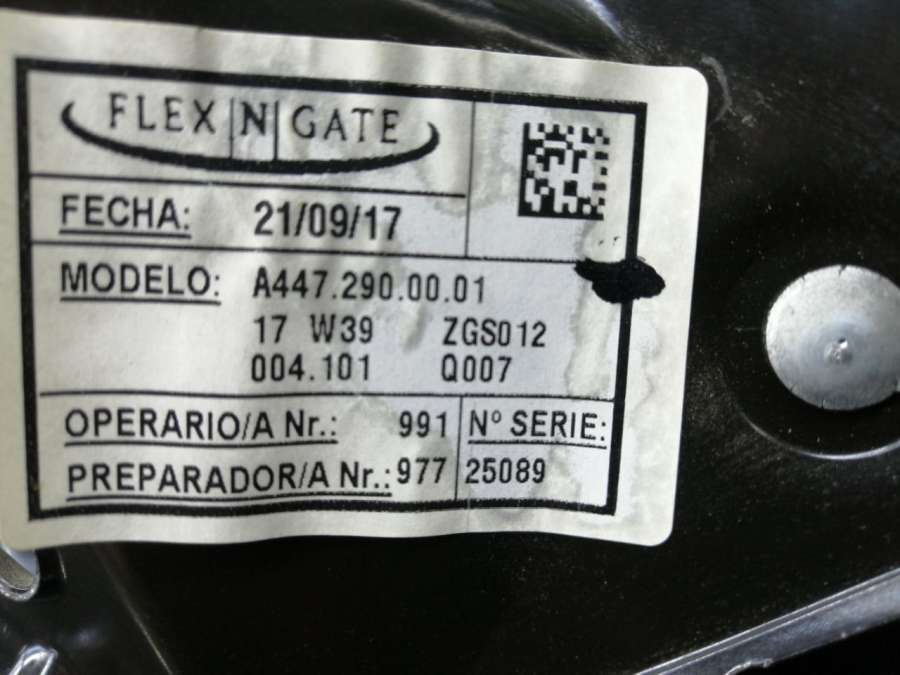 FLEX|N|GATE
FECHA: 21/09/17
MODELO: A447.290.00.01
17 W39 ZGS012
004.101 Q007
OPERARIO/A Nr.: 991 Nº SERIE:
PREPARADOR/A Nr.: 977 25089